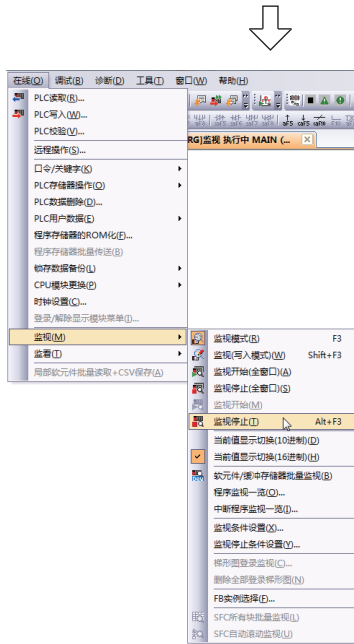 在线(O) 调试(B) 诊断(D) 工具(T) 窗口(W) 帮助(H)
PLC读取(R)...
PLC写入(W)...
PLC校验(V)...
远程操作(S)...
口令/关键字(K)
PLC存储器操作(O)
PLC数据删除(D)...
PLC用户数据(E)
程序存储器的ROM化(F)...
程序存储器批量传送(B)
锁存数据备份(L)
CPU模块更换(P)
时钟设置(C)...
登录/解除显示模块菜单(I)...
监视(M)
监看(T)
局部软元件批量读取+CSV保存(A)
RG]监视 执行中 MAIN (...
aF5 caF5 caF10 F10
监视模式(R) F3
监视(写入模式)(W) Shift+F3
监视开始(全窗口)(A)
监视停止(全窗口)(S)
监视开始(M)
监视停止(T) Alt+F3
当前值显示切换(10进制)(D)
当前值显示切换(16进制)(H)
软元件/缓冲存储器批量监视(B)
程序监视一览(O)...
中断程序监视一览(I)...
监视条件设置(X)...
监视停止条件设置(Y)...
梯形图登录监视(C)...
删除全部登录梯形图(N)
FB实例选择(F)...
SFC所有块批量监视(L)
SFC自动滚动监视(U)